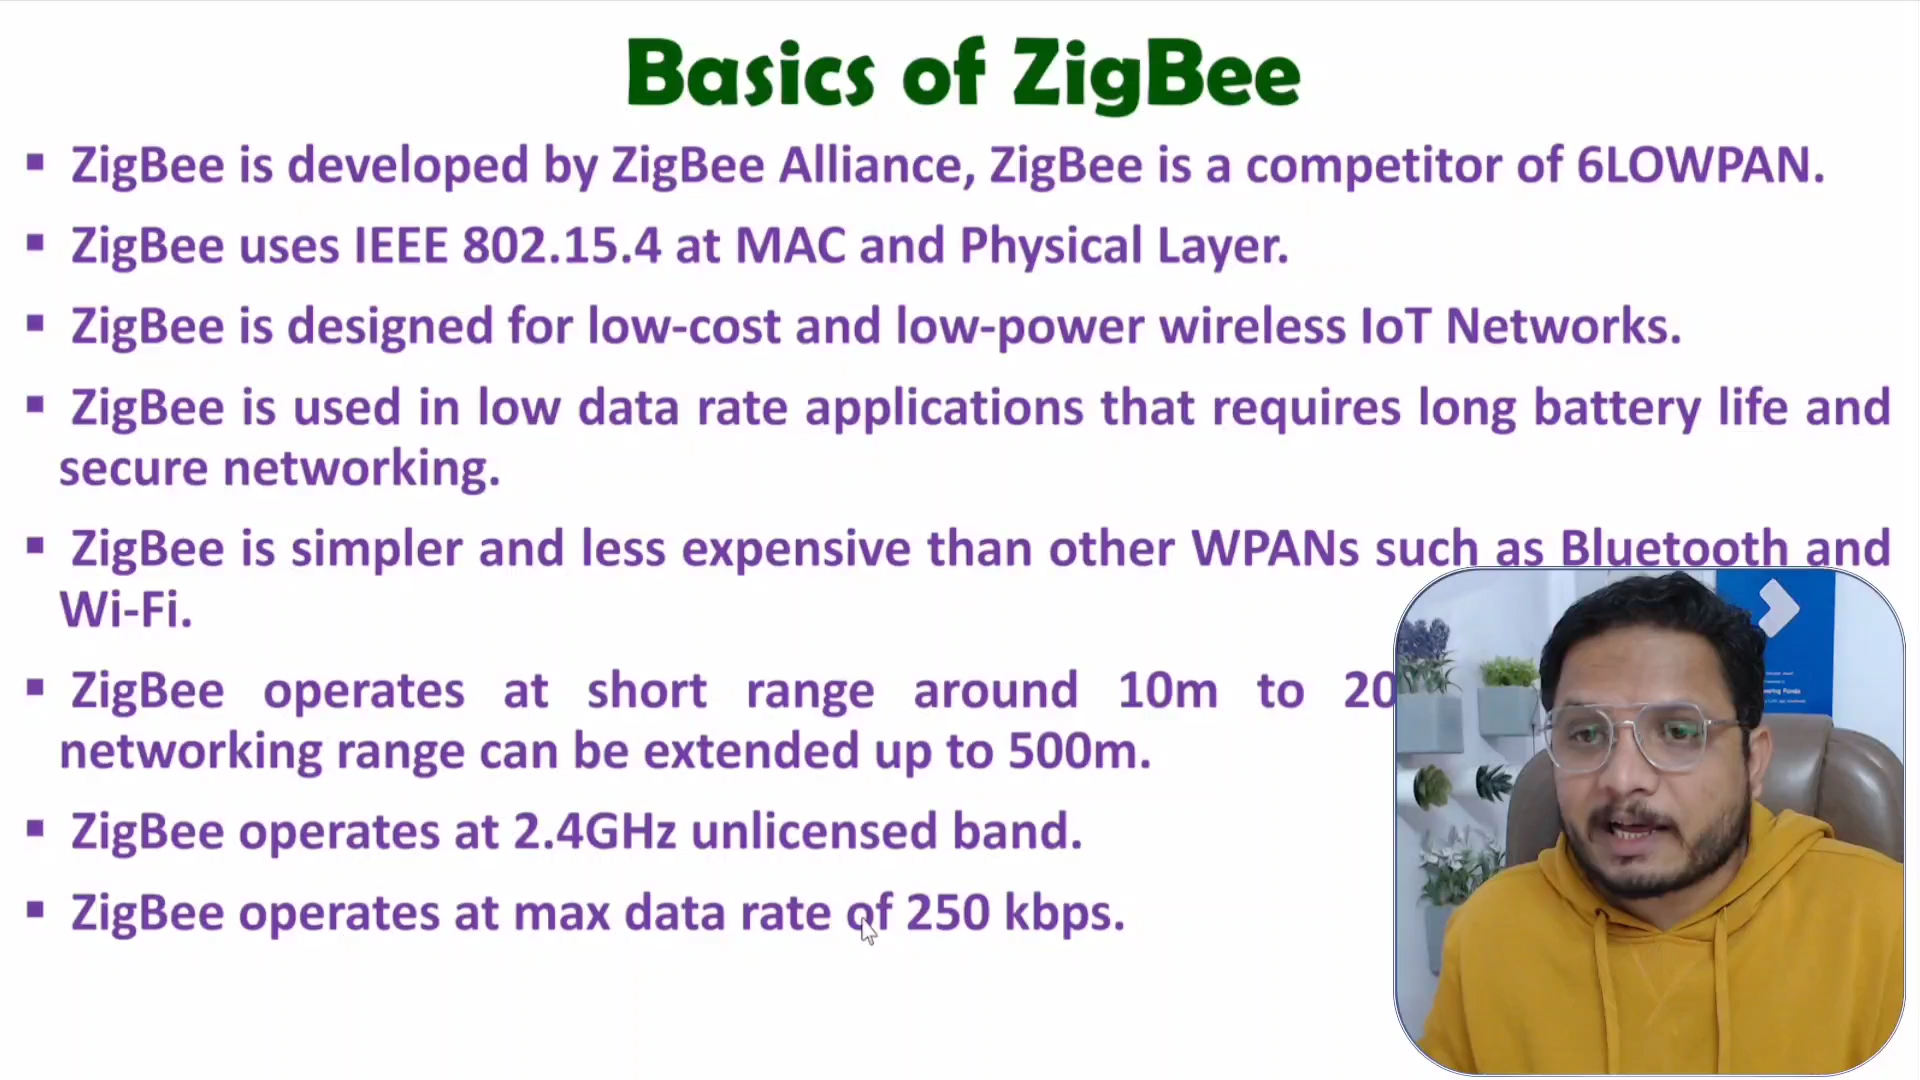 Basics of ZigBee
▪ ZigBee is developed by ZigBee Alliance, ZigBee is a competitor of 6LOWPAN.
▪ ZigBee uses IEEE 802.15.4 at MAC and Physical Layer.
▪ ZigBee is designed for low-cost and low-power wireless IoT Networks.
▪ ZigBee is used in low data rate applications that requires long battery life and
secure networking.
▪ ZigBee is simpler and less expensive than other WPANs such as Bluetooth and
Wi-Fi.
▪ ZigBee operates at short range around 10m to 20
networking range can be extended up to 500m.
▪ ZigBee operates at 2.4GHz unlicensed band.
▪ ZigBee operates at max data rate of 250 kbps.